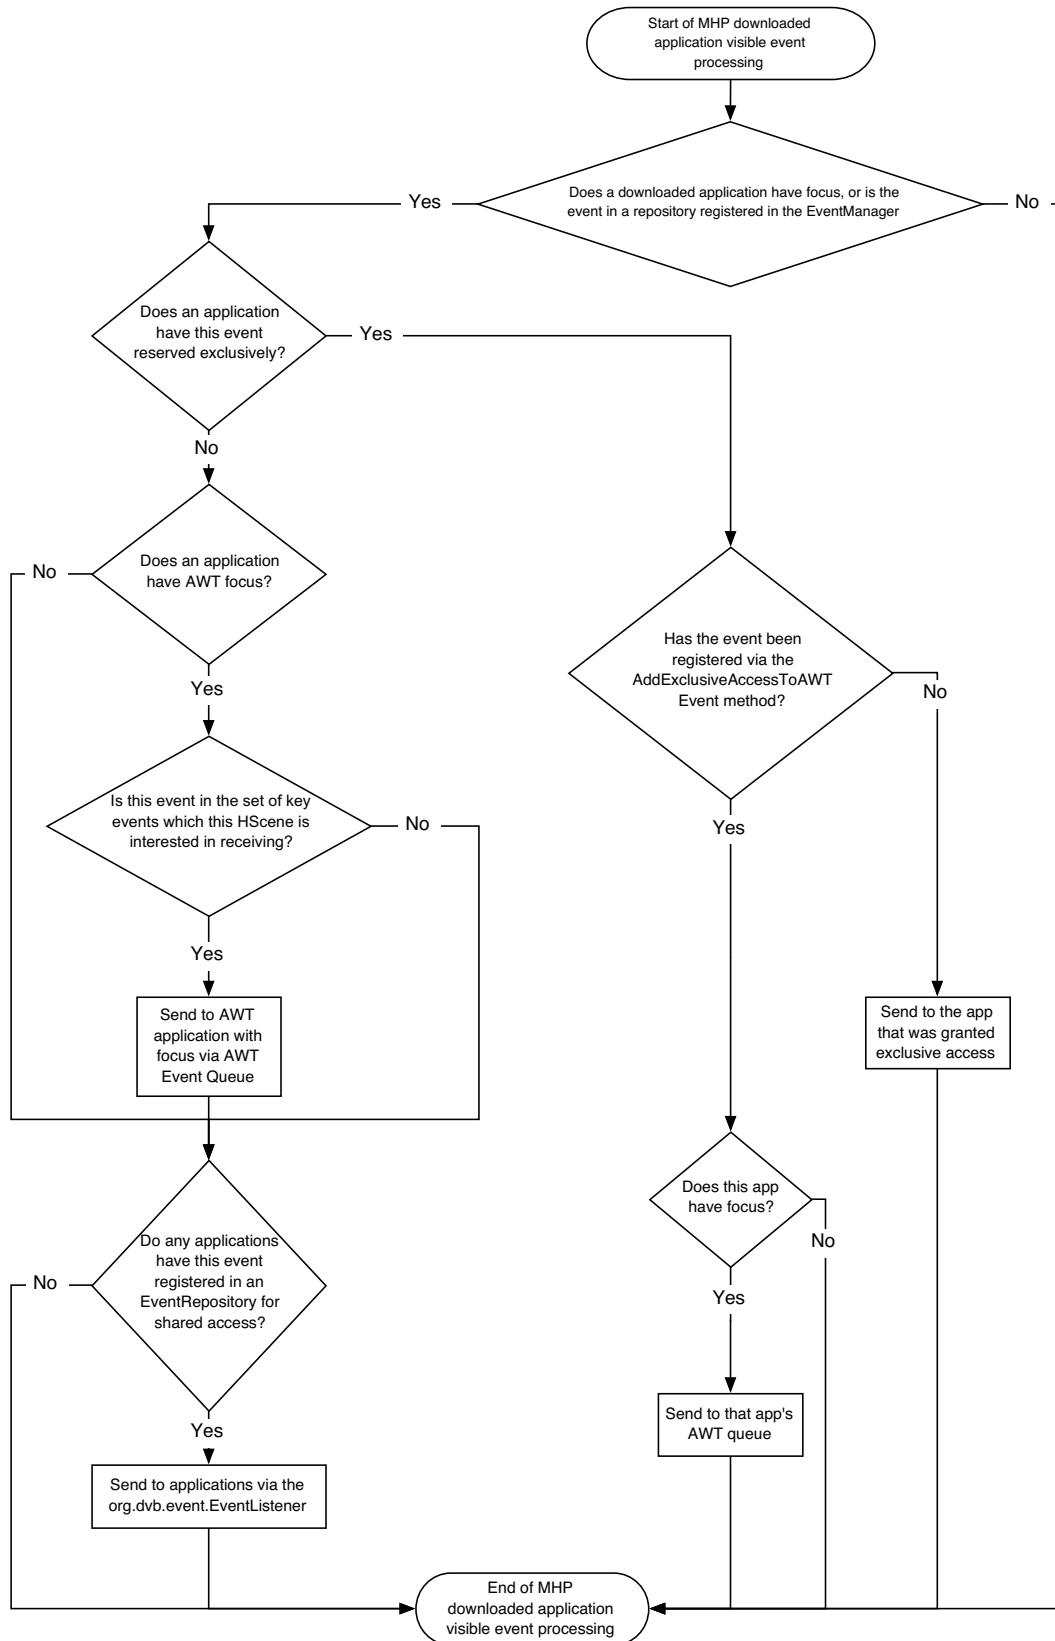 Start of MHP downloaded
application visible event
processing
Does a downloaded application have focus, or is the
event in a repository registered in the EventManager
Yes
No
Does an application
have this event
reserved exclusively?
Yes
No
Does an application
have AWT focus?
No
Yes
Has the event been
registered via the
AddExclusiveAccessToAWT
Event method?
No
Yes
Is this event in the set of key
events which this HScene is
interested in receiving?
No
Yes
Send to AWT
application with
focus via AWT
Event Queue
Send to the app
that was granted
exclusive access
Does this app
have focus?
No
Yes
Do any applications
have this event
registered in an
EventRepository for
shared access?
No
Yes
Send to that app's
AWT queue
Send to applications via the
org.dvb.event.EventListener
End of MHP
downloaded application
visible event processing